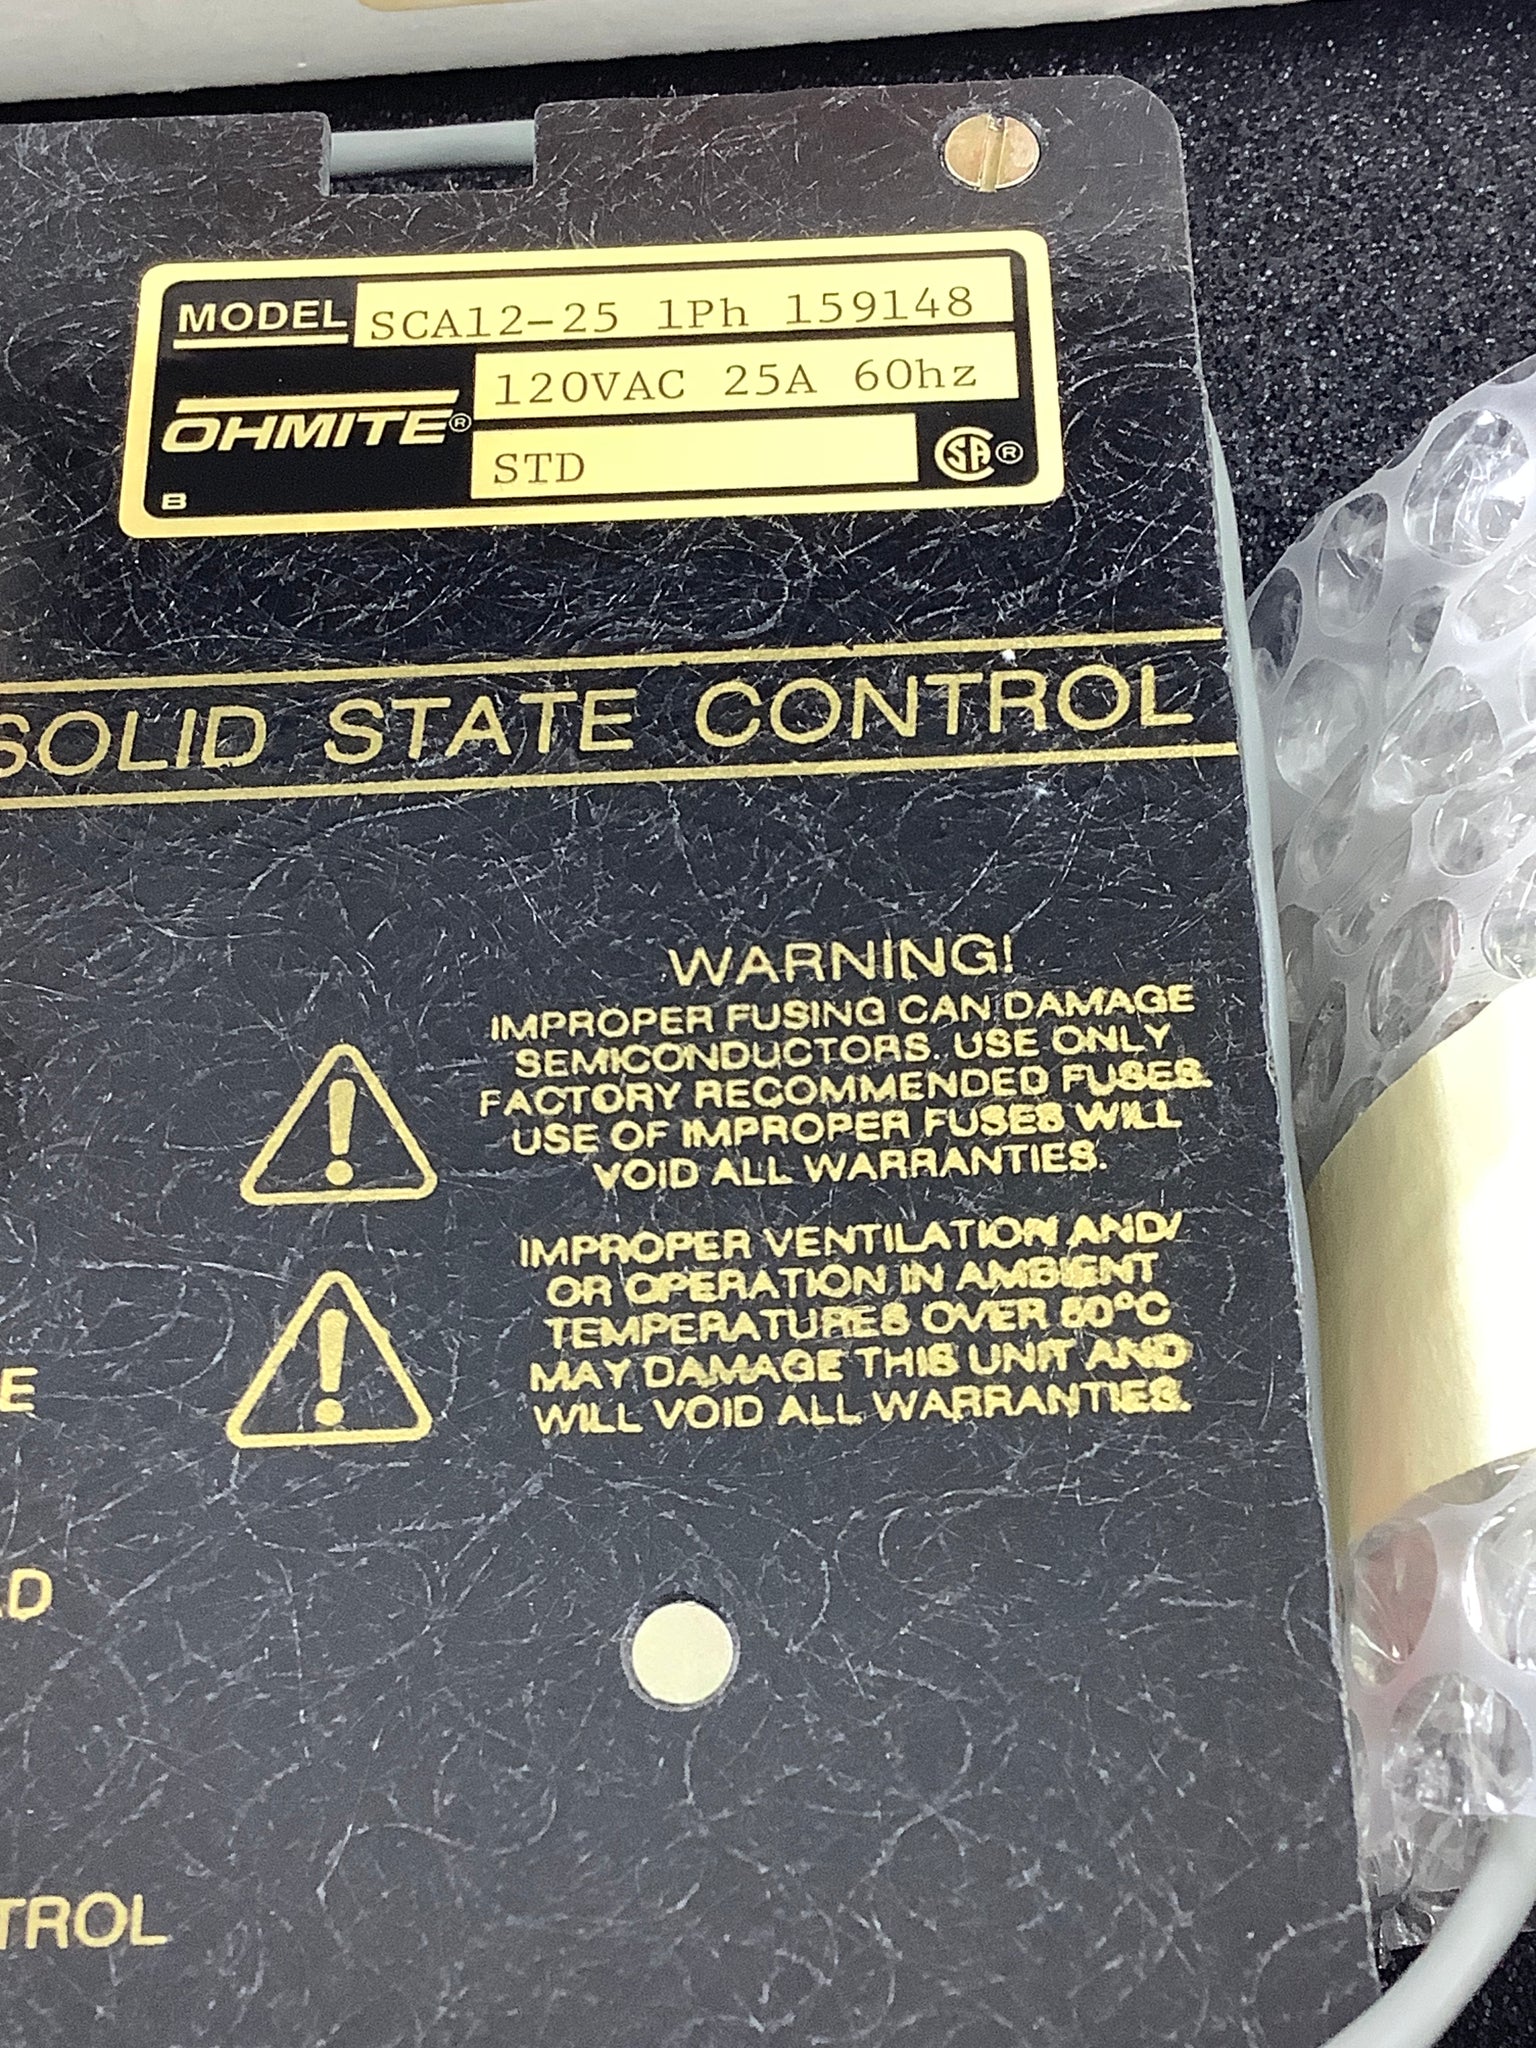 MODEL SCA12-25 1Ph 159148
120VAC 25A 60hz
OHMITE®
STD
SA ®
B
SOLID STATE CONTROL
WARNING!
IMPROPER FUSING CAN DAMAGE
SEMICONDUCTORS. USE ONLY
FACTORY RECOMMENDED FUSES.
USE OF IMPROPER FUSES WILL
VOID ALL WARRANTIES.
IMPROPER VENTILATION AND/
OR OPERATION IN AMBIENT
TEMPERATURES OVER
MAY DAMAGE THIS UNIT AND
WILL VOID ALL WARRANTIES.
E
LD
TROL